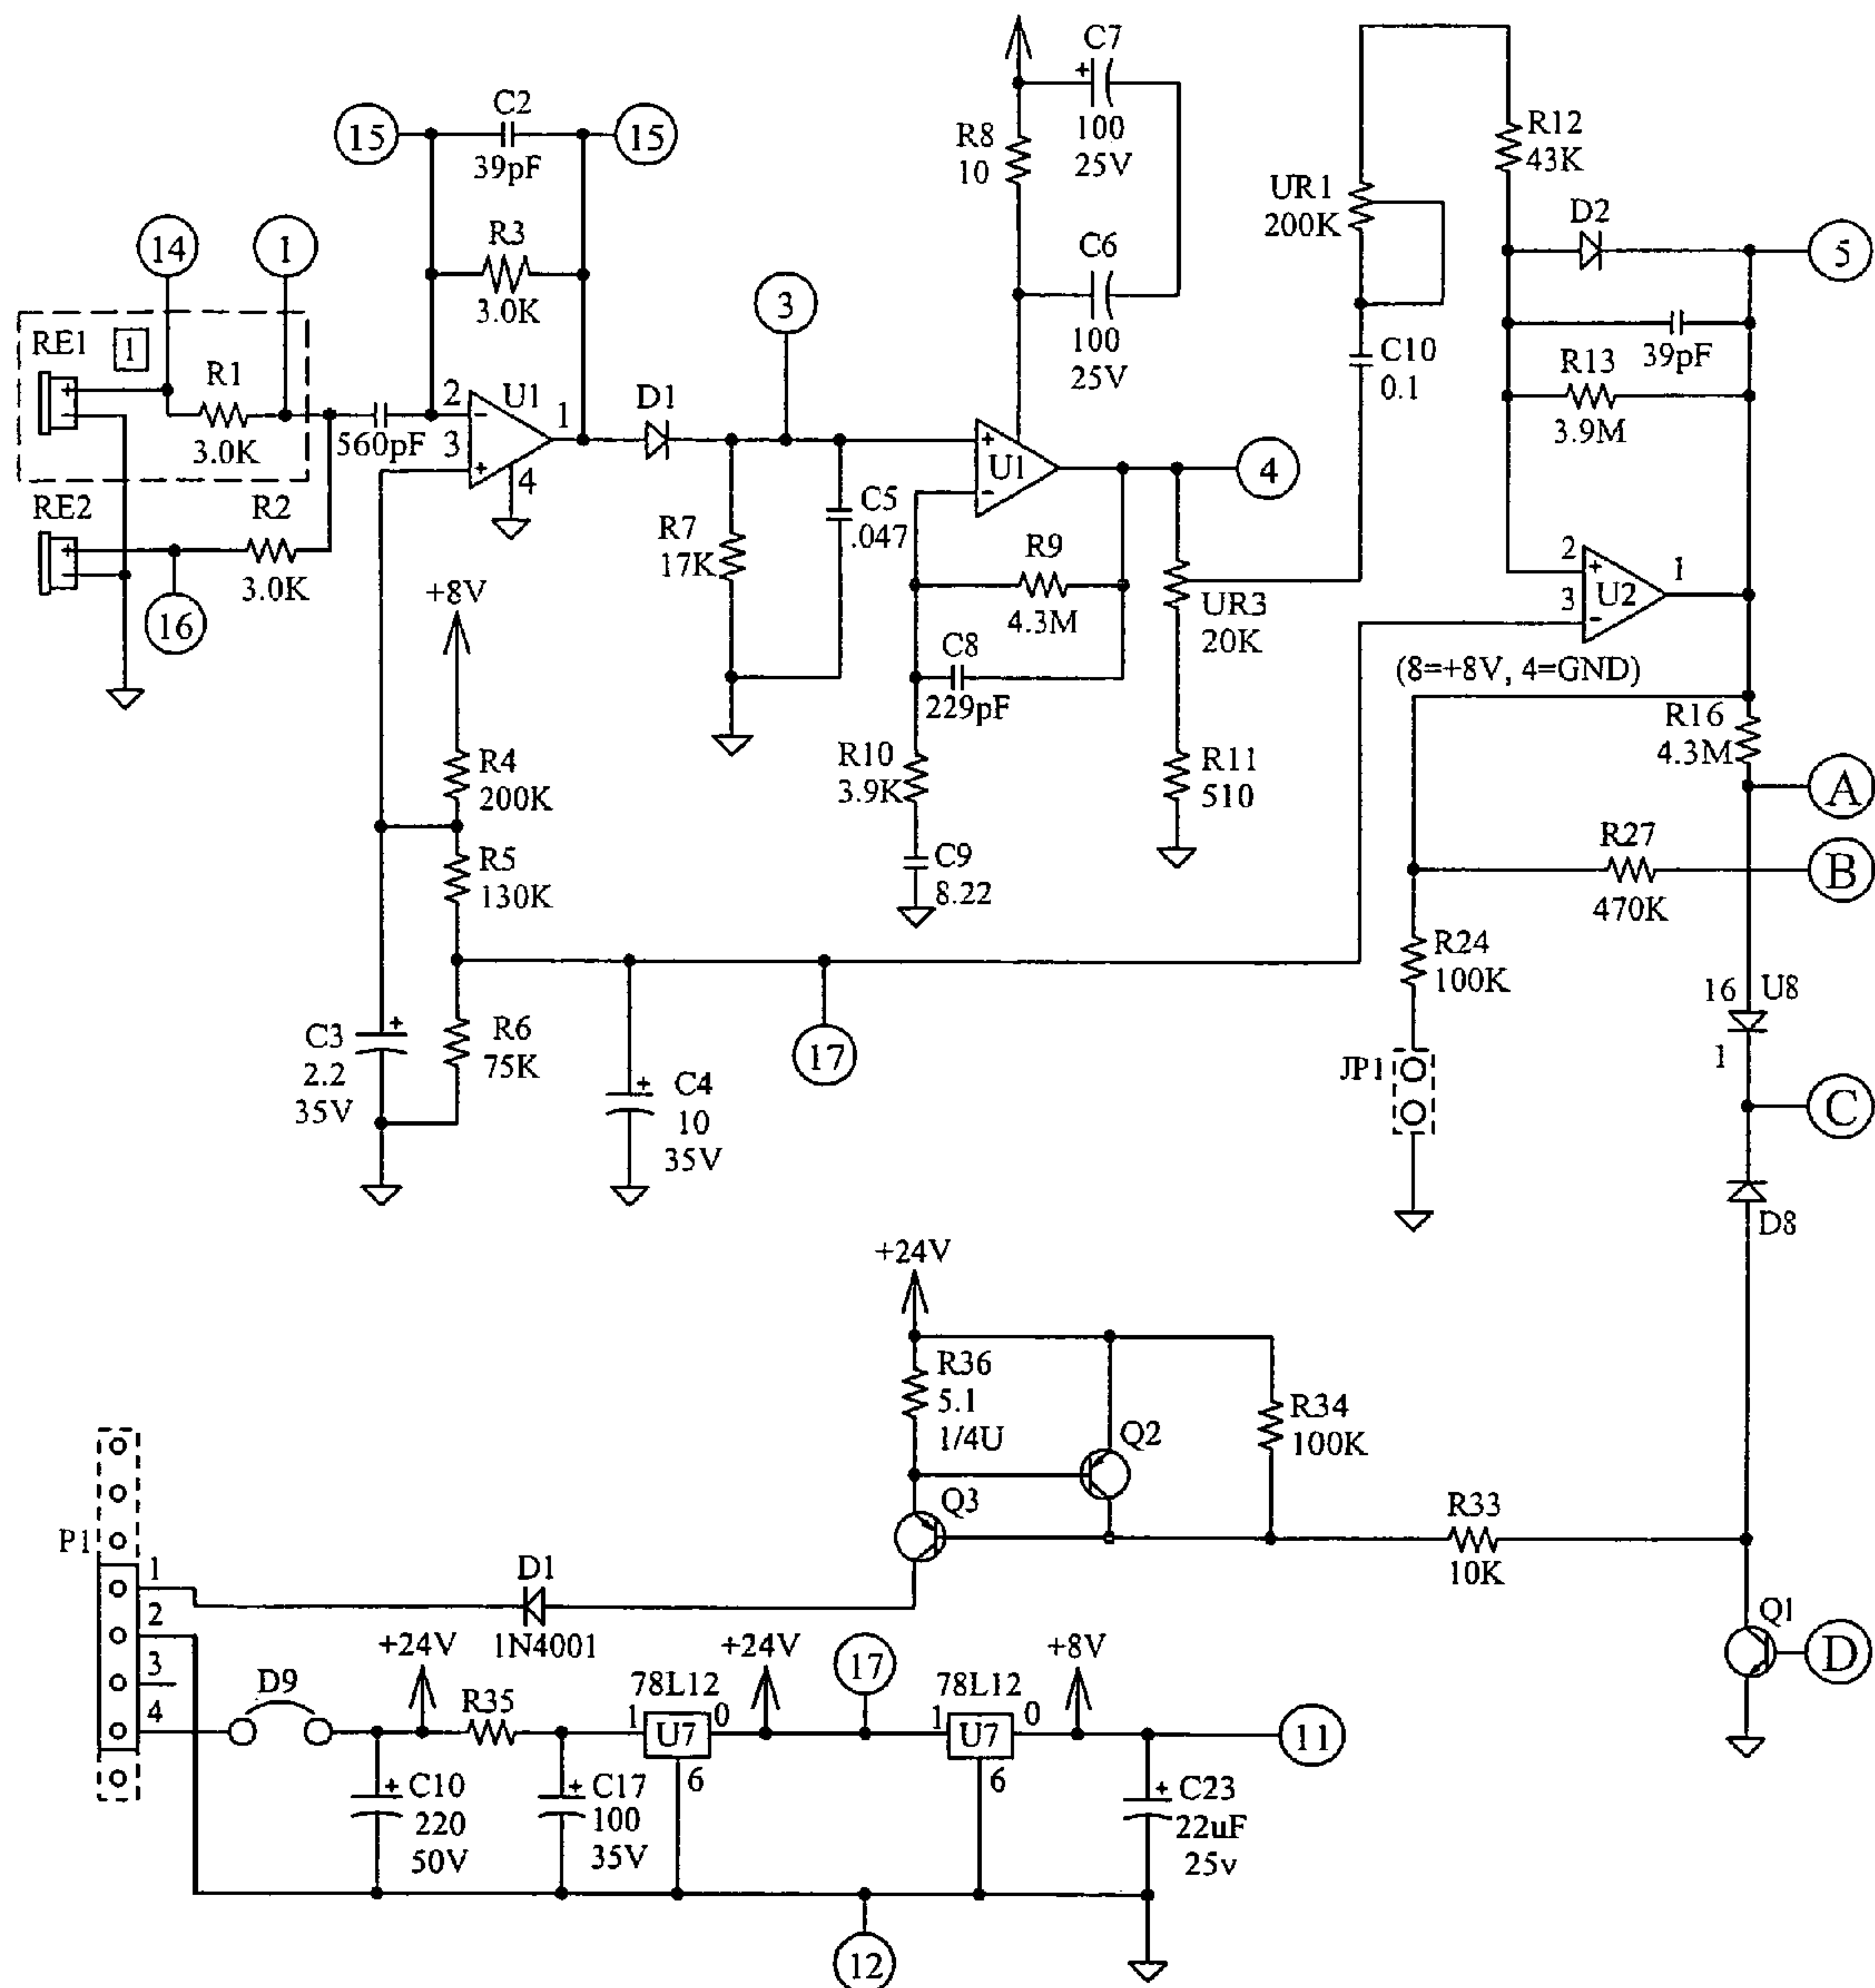 C7
+
100
25V
C2
15
15
39pF
R8
10
R12
43K
UR1
200K
D2
14
1
R3
3.0K
C6
100
25V
5
3
RE1
1
R1
3.0K
+
-
560pF
2
-
U1
1
3
+
4
D1
39pF
R13
3.9M
C10
0.1
+
U1
-
4
RE2
R2
3.0K
+
-
16
C5
.047
R7
17K
R9
4.3M
UR3
20K
2
+
U2
1
3
-
(8=+8V, 4=GND)
+8V
C8
229pF
R16
4.3M
R4
200K
R10
3.9K
R11
510
A
R5
130K
C9
8.22
R27
470K
B
R24
100K
16
U8
1
C3
2.2
35V
+
R6
75K
17
C4
10
35V
+
JP1
C
D8
+24V
R36
5.1
1/4U
Q2
R34
100K
Q3
R33
10K
P1
1
2
3
4
D1
1N4001
Q1
D
+24V
+24V
17
+8V
D9
R35
78L12
1
U7
0
6
78L12
1
U7
0
6
11
+
C10
220
50V
+
C17
100
35V
+
C23
22uF
25v
12